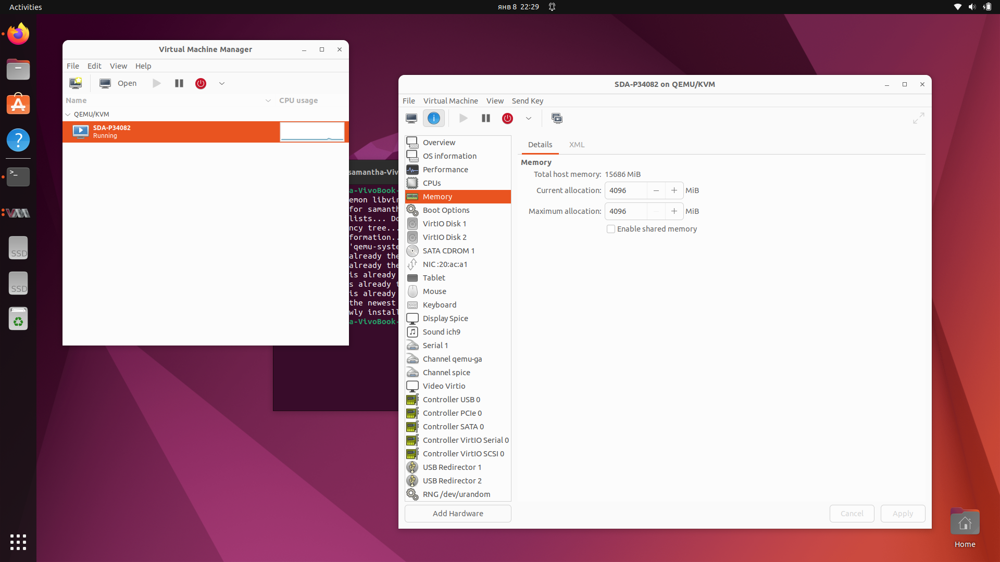 Activities
янв 8 22:29
Virtual Machine Manager
File Edit View Help
Open
Name CPU usage
QEMU/KVM
SDA-P34082
Running
SSD
SSD
samantha-Viv
a-VivoBook-
emon libvir
for samanth
lists... Do
ncy tree...
formation..
'qemu-syste
already the
already the
is already
s already t
is already
the newest
wly install
a-VivoBook-
SDA-P34082 on QEMU/KVM
File Virtual Machine View Send Key
Overview
OS information
Performance
CPUs
Memory
Boot Options
VirtIO Disk 1
VirtIO Disk 2
SATA CDROM 1
NIC :20:ac:a1
Tablet
Mouse
Keyboard
Display Spice
Sound ich9
Serial 1
Channel qemu-ga
Channel spice
Video Virtio
Controller USB 0
Controller PCIe 0
Controller SATA 0
Controller VirtIO Serial 0
Controller VirtIO SCSI 0
USB Redirector 1
USB Redirector 2
RNG /dev/urandom
Add Hardware
Details XML
Memory
Total host memory: 15686 MiB
Current allocation: 4096 MiB
Maximum allocation: 4096 MiB
Enable shared memory
Cancel Apply
Home